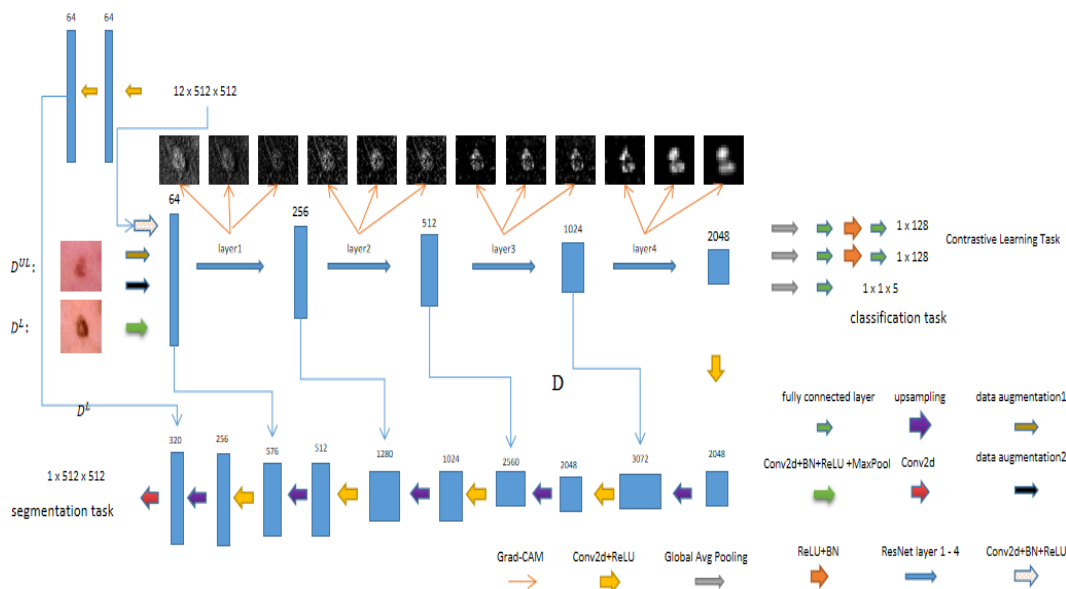 64 64
12 x 512 x 512
64
256
512
1024
2048
layer1
layer2
layer3
layer4
1 x 128
1 x 128
1 x 1 x 5
Contrastive Learning Task
classification task
D^{UL}:
D^{L}:
D
D^{L}
320
256
576
512
1280
1024
2560
2048
3072
2048
1 x 512 x 512
segmentation task
fully connected layer
upsampling
data augmentation1
Conv2d+BN+ReLU +MaxPool
Conv2d
data augmentation2
Grad-CAM
Conv2d+ReLU
Global Avg Pooling
ReLU+BN
ResNet layer 1 - 4
Conv2d+BN+ReLU